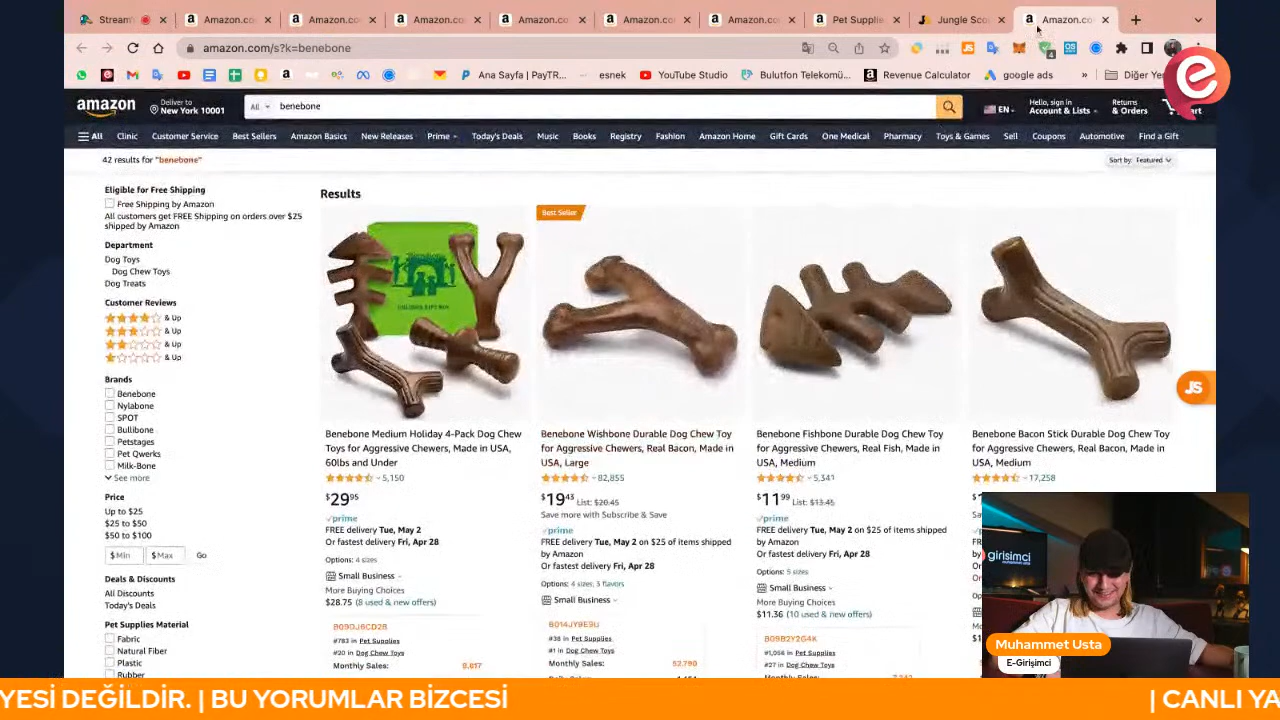 Stream
Amazon.co
Amazon.co
Amazon.co
Amazon.co
Amazon.co
Amazon.co
Pet Supplie
Jungle Sco
Amazon.co
amazon.com/s?k=benebone
4
Ana Sayfa | PayTR...
esnek
YouTube Studio
Bulutfon Telekomü...
Revenue Calculator
google ads
»
Diğer Ye
amazon
Deliver to
New York 10001
All
benebone
EN
Hello, sign in
Account & Lists
Returns
& Orders
All
Clinic
Customer Service
Best Sellers
Amazon Basics
New Releases
Prime
Today's Deals
Music
Books
Registry
Fashion
Amazon Home
Gift Cards
One Medical
Pharmacy
Toys & Games
Sell
Coupons
Automotive
Find a Gift
42 results for "benebone"
Sort by: Featured
Eligible for Free Shipping
Free Shipping by Amazon
All customers get FREE Shipping on orders over $25
shipped by Amazon
Department
Dog Toys
Dog Chew Toys
Dog Treats
Customer Reviews
& Up
& Up
& Up
& Up
Brands
Benebone
Nylabone
SPOT
Bullibone
Petstages
Pet Qwerks
Milk-Bone
See more
Price
Up to $25
$25 to $50
$50 to $100
$ Min
$ Max
Go
Deals & Discounts
All Discounts
Today's Deals
Pet Supplies Material
Fabric
Natural Fiber
Plastic
Rubber
Results
Benebone Medium Holiday 4-Pack Dog Chew
Toys for Aggressive Chewers, Made in USA,
60lbs and Under
5,150
$2995
prime
FREE delivery Tue, May 2
Or fastest delivery Fri, Apr 28
Options: 4 sizes
Small Business
More Buying Choices
$28.75 (8 used & new offers)
#783 in Pet Supplies
#20 in Dog Chew Toys
Monthly Sales:
Best Seller
Benebone Wishbone Durable Dog Chew Toy
for Aggressive Chewers, Real Bacon, Made in
USA, Large
82,855
$1943 List: $20.45
Save more with Subscribe & Save
prime
FREE delivery Tue, May 2 on $25 of items shipped
by Amazon
Or fastest delivery Fri, Apr 28
Options: 4 sizes, 3 flavors
Small Business
#38 in Pet Supplies
#1 in Dog Chew Toys
Monthly Sales: 52.790
Benebone Fishbone Durable Dog Chew Toy
for Aggressive Chewers, Real Fish, Made in
USA, Medium
5,341
$1199 List: $13.45
prime
FREE delivery Tue, May 2 on $25 of items shipped
by Amazon
Or fastest delivery Fri, Apr 28
Options: 5 sizes
Small Business
More Buying Choices
$11.36 (10 used & new offers)
B09B2Y2G4K
#1,056 in Pet Supplies
#27 in Dog Chew Toys
Benebone Bacon Stick Durable Dog Chew Toy
for Aggressive Chewers, Real Bacon, Made in
USA, Medium
17,258
JS
girisimci
Muhammet Usta
E-Girişimci
YESİ DEĞİLDİR. | BU YORUMLAR BİZCESİ
| CANLI YA